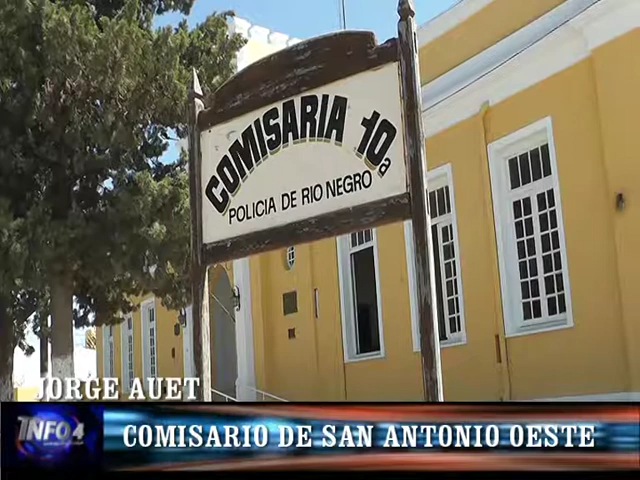 COMISARIA 10a
POLICIA DE RIO NEGRO
JORGE AUET
INFO4
COMISARIO DE SAN ANTONIO OESTE